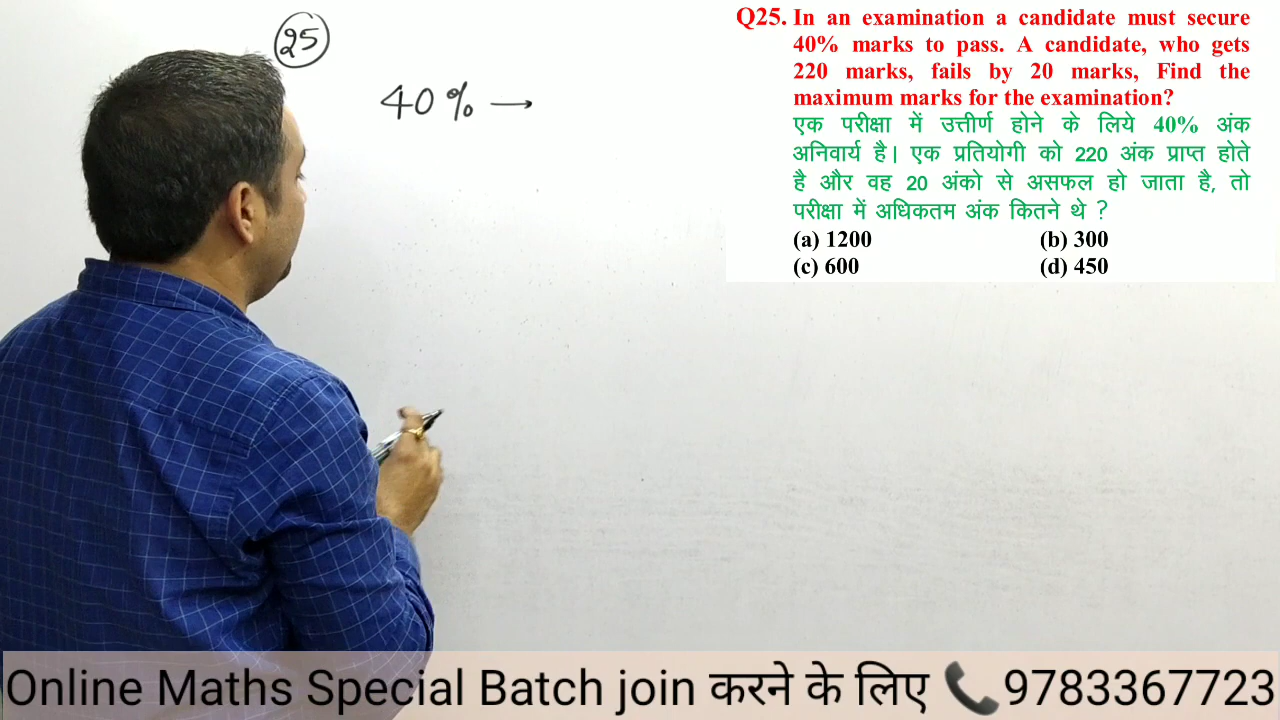 25
40% →
Q25. In an examination a candidate must secure
40% marks to pass. A candidate, who gets
220 marks, fails by 20 marks, Find the
maximum marks for the examination?
एक परीक्षा में उत्तीर्ण होने के लिये 40% अंक
अनिवार्य है। एक प्रतियोगी को 220 अंक प्राप्त होते
है और वह 20 अंको से असफल हो जाता है, तो
परीक्षा में अधिकतम अंक कितने थे ?
(a) 1200 (b) 300
(c) 600 (d) 450
Online Maths Special Batch join करने के लिए 📞9783367723